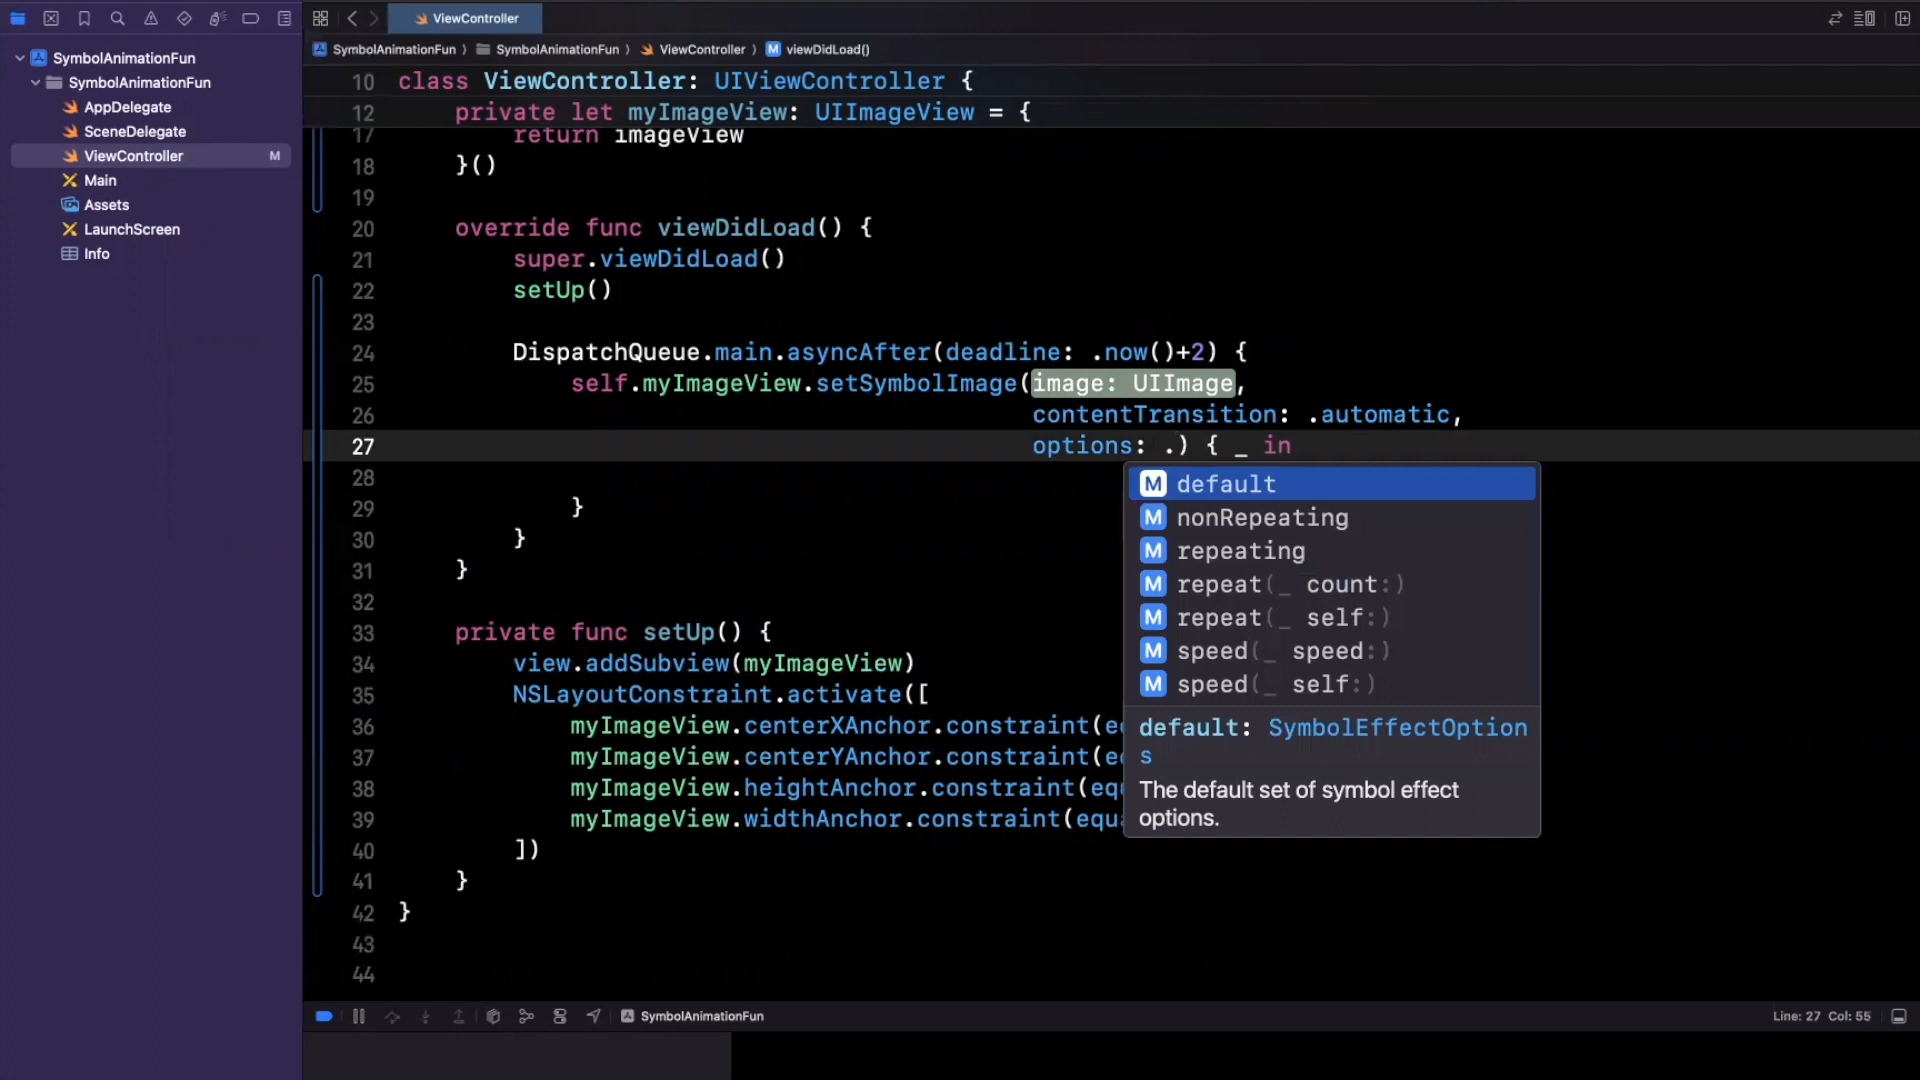 ViewController
SymbolAnimationFun
SymbolAnimationFun
AppDelegate
SceneDelegate
ViewController M
Main
Assets
LaunchScreen
Info
SymbolAnimationFun 〉 SymbolAnimationFun 〉 ViewController 〉 M viewDidLoad()
10 class ViewController: UIViewController {
12 private let myImageView: UIImageView = {
17 return imageView
18 }()
19
20 override func viewDidLoad() {
21 super.viewDidLoad()
22 setUp()
23
24 DispatchQueue.main.asyncAfter(deadline: .now()+2) {
25 self.myImageView.setSymbolImage(image: UIImage,
26 contentTransition: .automatic,
27 options: .) { _ in
28
29 }
30 }
31 }
32
33 private func setUp() {
34 view.addSubview(myImageView)
35 NSLayoutConstraint.activate([
36 myImageView.centerXAnchor.constraint(
37 myImageView.centerYAnchor.constraint(
38 myImageView.heightAnchor.constraint(eq
39 myImageView.widthAnchor.constraint(equ
40 ])
41 }
42 }
43
44
M default
M nonRepeating
M repeating
M repeat(_ count:)
M repeat(_ self:)
M speed(_ speed:)
M speed(_ self:)
default: SymbolEffectOption
s
The default set of symbol effect
options.
SymbolAnimationFun
Line: 27 Col: 55